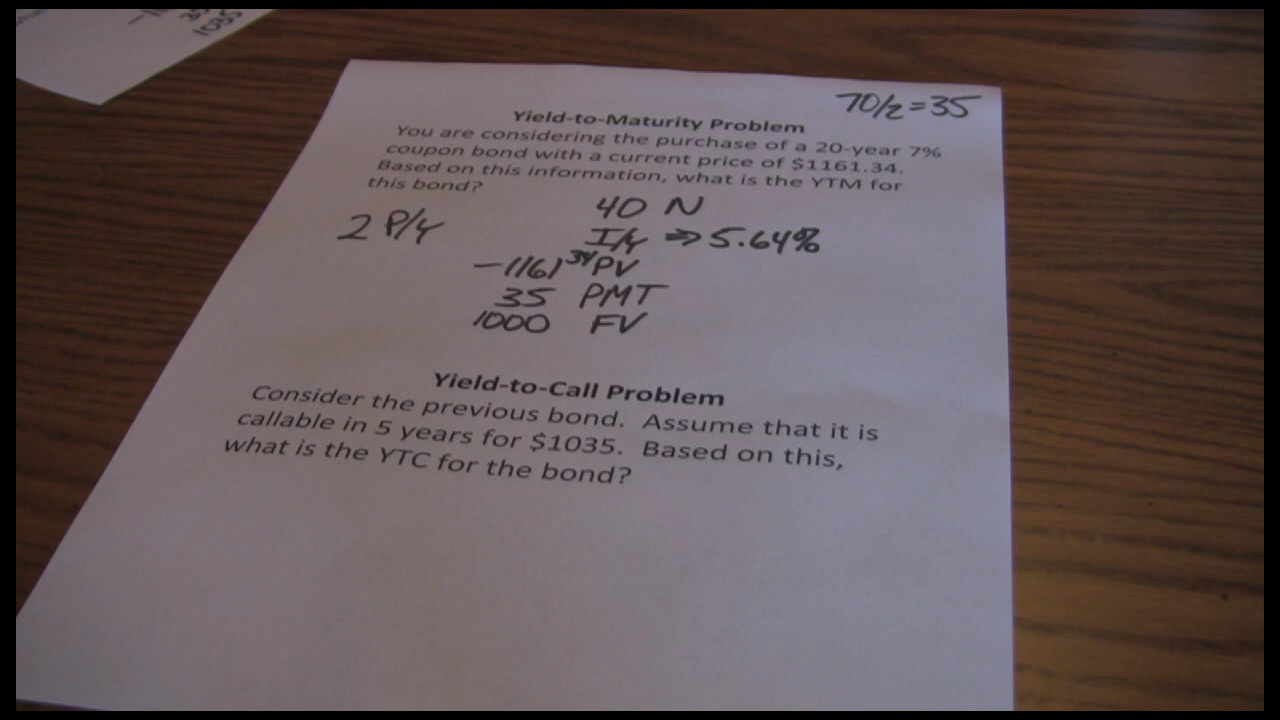 1035
70/2=35
Yield-to-Maturity Problem
You are considering the purchase of a 20-year 7%
coupon bond with a current price of $1161.34.
Based on this information, what is the YTM for
this bond?
40 N
2 P/Y
I/Y ⇒ 5.64%
-1161³⁴ PV
35 PMT
1000 FV
Yield-to-Call Problem
Consider the previous bond. Assume that it is
callable in 5 years for $1035. Based on this,
what is the YTC for the bond?